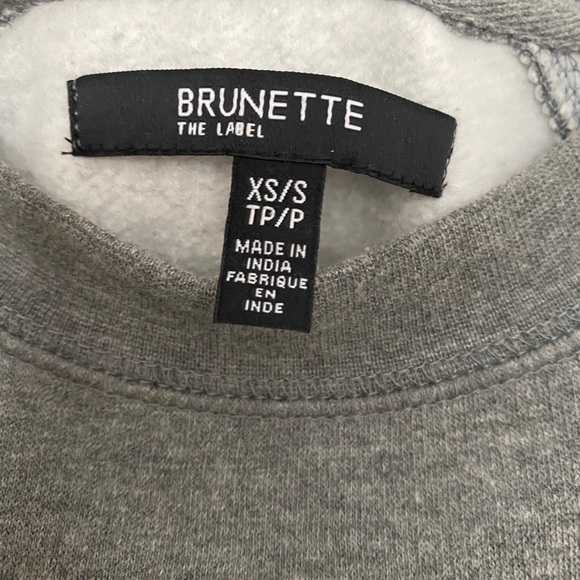 BRUNETTE
THE LABEL
XS/S
TP/P
MADE IN
INDIA
FABRIQUE
EN
INDE